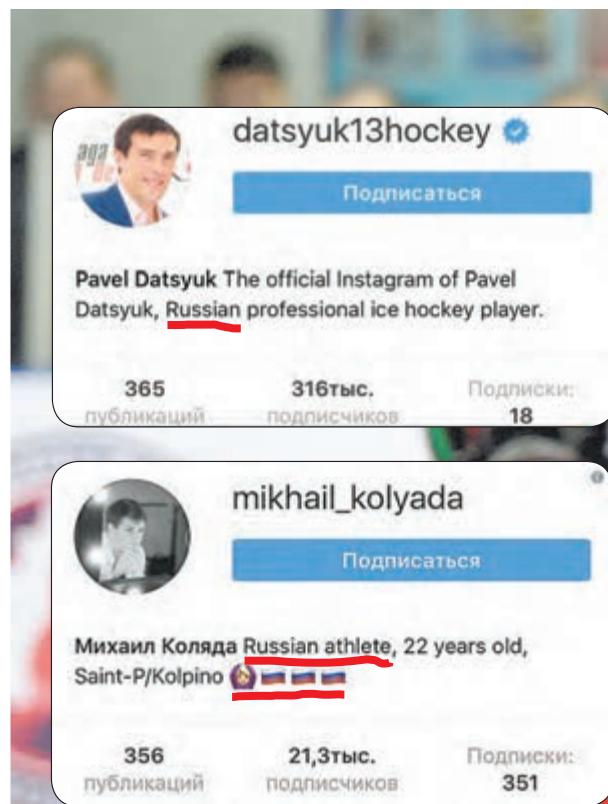 datsyuk13hockey
Подписаться
Pavel Datsyuk The official Instagram of Pavel
Datsyuk, Russian professional ice hockey player.
365 316тыс. Подписки:
публикаций подписчиков 18
mikhail_kolyada
Подписаться
Михаил Коляда Russian athlete, 22 years old,
Saint-P/Kolpino
356 21,3тыс. Подписки:
публикаций подписчиков 351